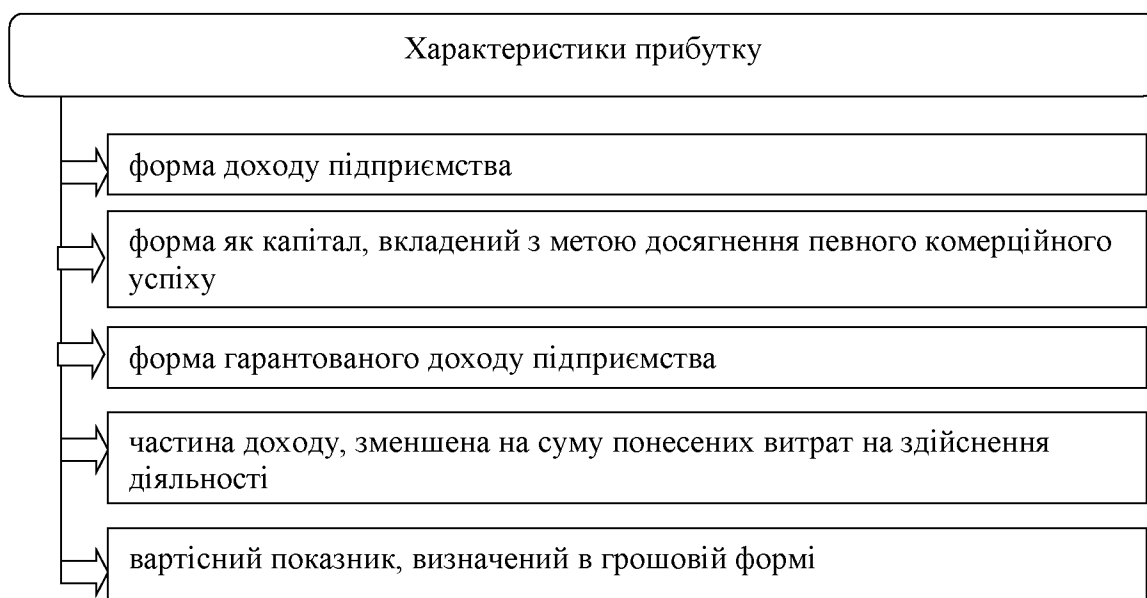 Характеристики прибутку
форма доходу підприємства
форма як капітал, вкладений з метою досягнення певного комерційного
успіху
форма гарантованого доходу підприємства
частина доходу, зменшена на суму понесених витрат на здійснення
діяльності
вартісний показник, визначений в грошовій формі